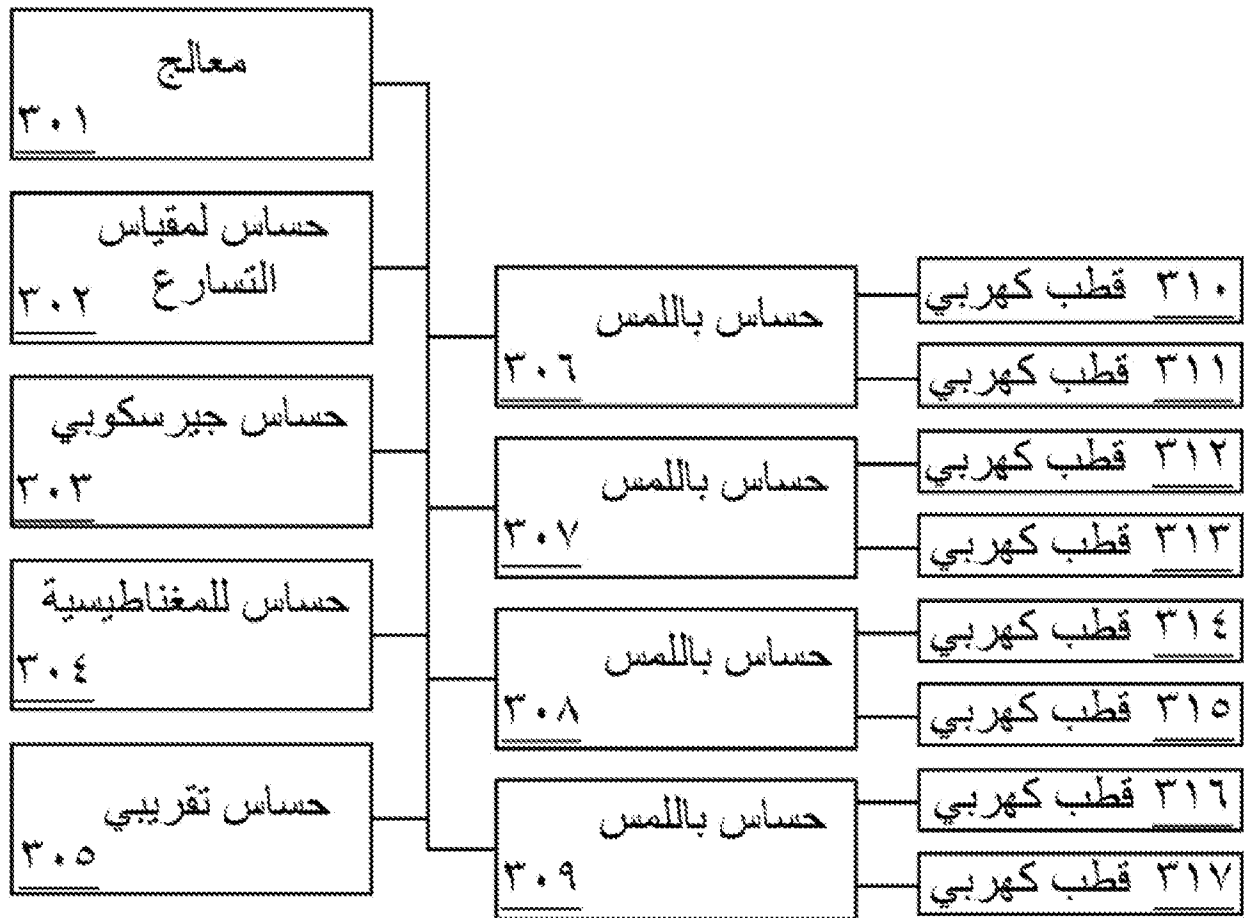 معالج
٣٠١
حساس لمقياس
التسارع
٣٠٢
حساس جيرسكوبي
٣٠٣
حساس للمغناطيسية
٣٠٤
حساس تقريبي
٣٠٥
حساس باللمس
٣٠٦
حساس باللمس
٣٠٧
حساس باللمس
٣٠٨
حساس باللمس
٣٠٩
٣١٠ قطب كهربي
٣١١ قطب كهربي
٣١٢ قطب كهربي
٣١٣ قطب كهربي
٣١٤ قطب كهربي
٣١٥ قطب كهربي
٣١٦ قطب كهربي
٣١٧ قطب كهربي